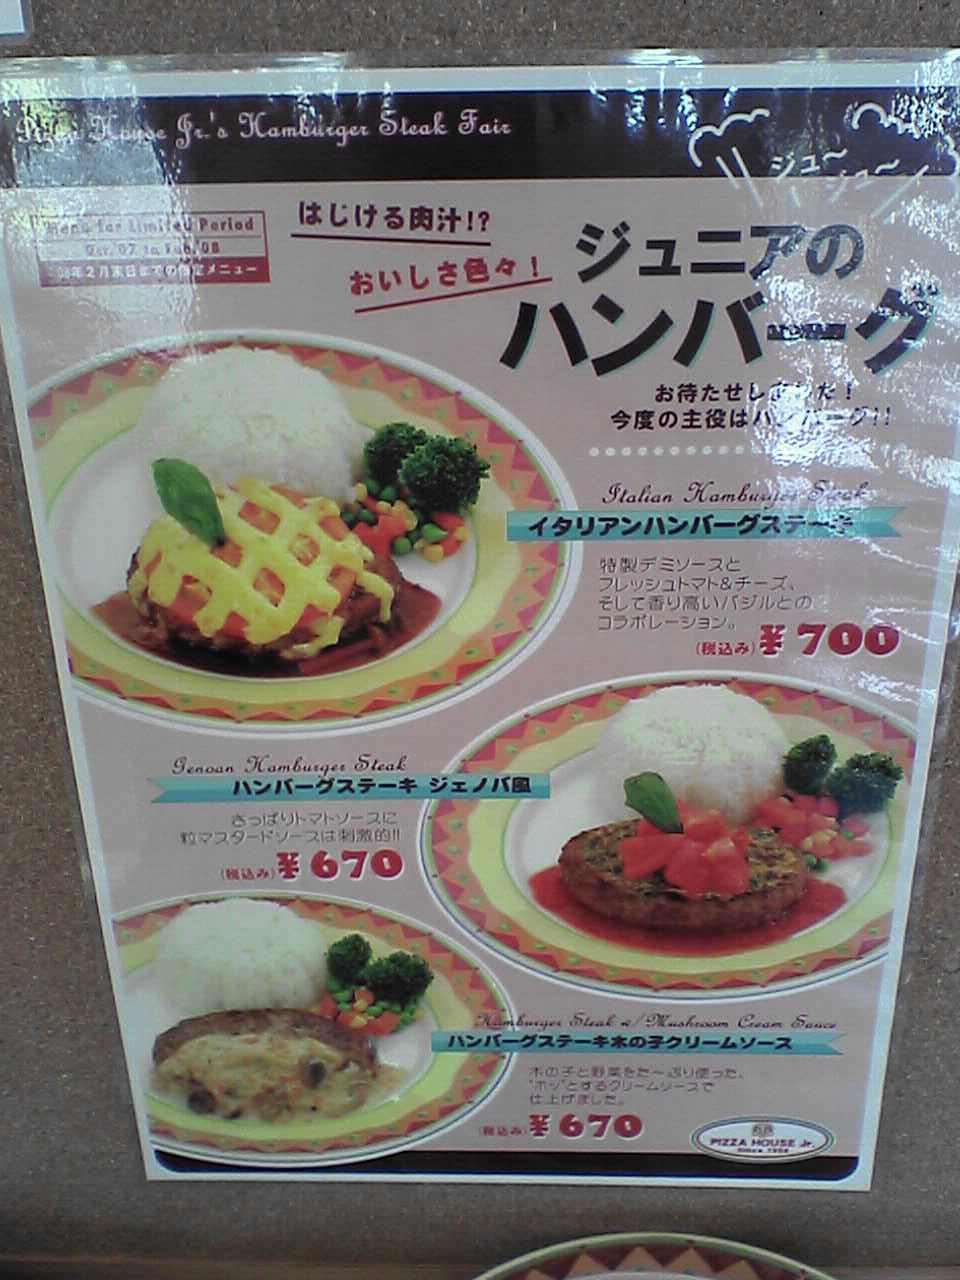 Pizza House Jr.'s Hamburger Steak Fair
ジュ〜
ジュー〜
Menu for Limited Period
Dec. 07 to Feb. 08
'08年2月末日までの限定メニュー
はじける肉汁!?
おいしさ色々！
ジュニアの
ハンバーグ
お待たせしました！
今度の主役はハンバーグ!!
Italian Hamburger Steak
イタリアンハンバーグステーキ
特製デミソースと
フレッシュトマト&チーズ、
そして香り高いバジルとの
コラボレーション。
(税込み) ¥700
Genoan Hamburger Steak
ハンバーグステーキ ジェノバ風
さっぱりトマトソースに
粒マスタードソースは刺激的!!
(税込み) ¥670
Hamburger Steak w/ Mushroom Cream Sauce
ハンバーグステーキ木の子クリームソース
木の子と野菜をた〜ぷり使った、
"ホッ"とするクリームソースで
仕上げました。
(税込み) ¥670
PIZZA HOUSE Jr.
Since 1958